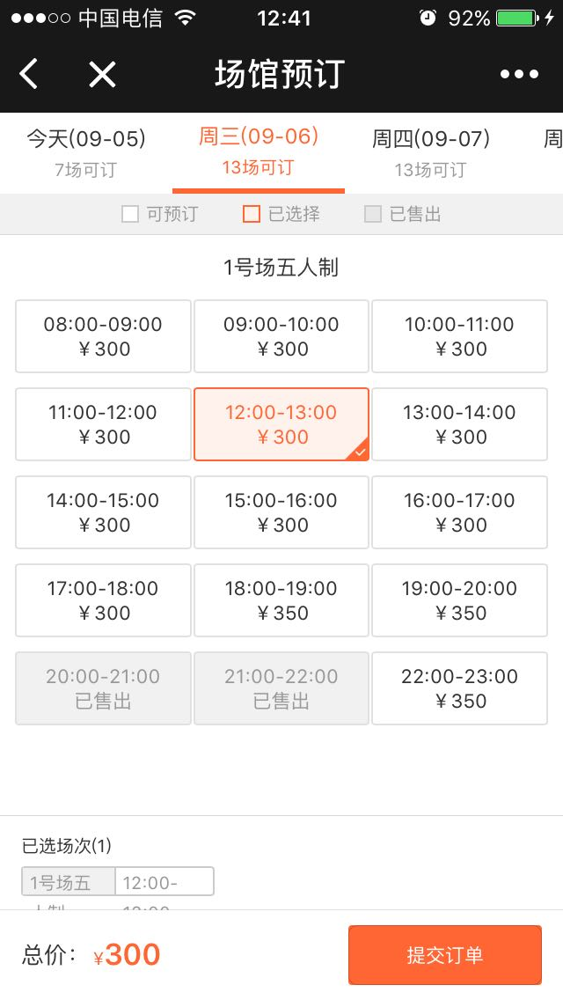 中国电信 12:41 92%
场馆预订
今天(09-05) 周三(09-06) 周四(09-07) 周
7场可订 13场可订 13场可订
可预订 已选择 已售出
1号场五人制
08:00-09:00 09:00-10:00 10:00-11:00
￥300 ￥300 ￥300
11:00-12:00 12:00-13:00 13:00-14:00
￥300 ￥300 ￥300
14:00-15:00 15:00-16:00 16:00-17:00
￥300 ￥300 ￥300
17:00-18:00 18:00-19:00 19:00-20:00
￥300 ￥350 ￥350
20:00-21:00 21:00-22:00 22:00-23:00
已售出 已售出 ￥350
已选场次(1)
1号场五 12:00-
总价： ¥300 提交订单